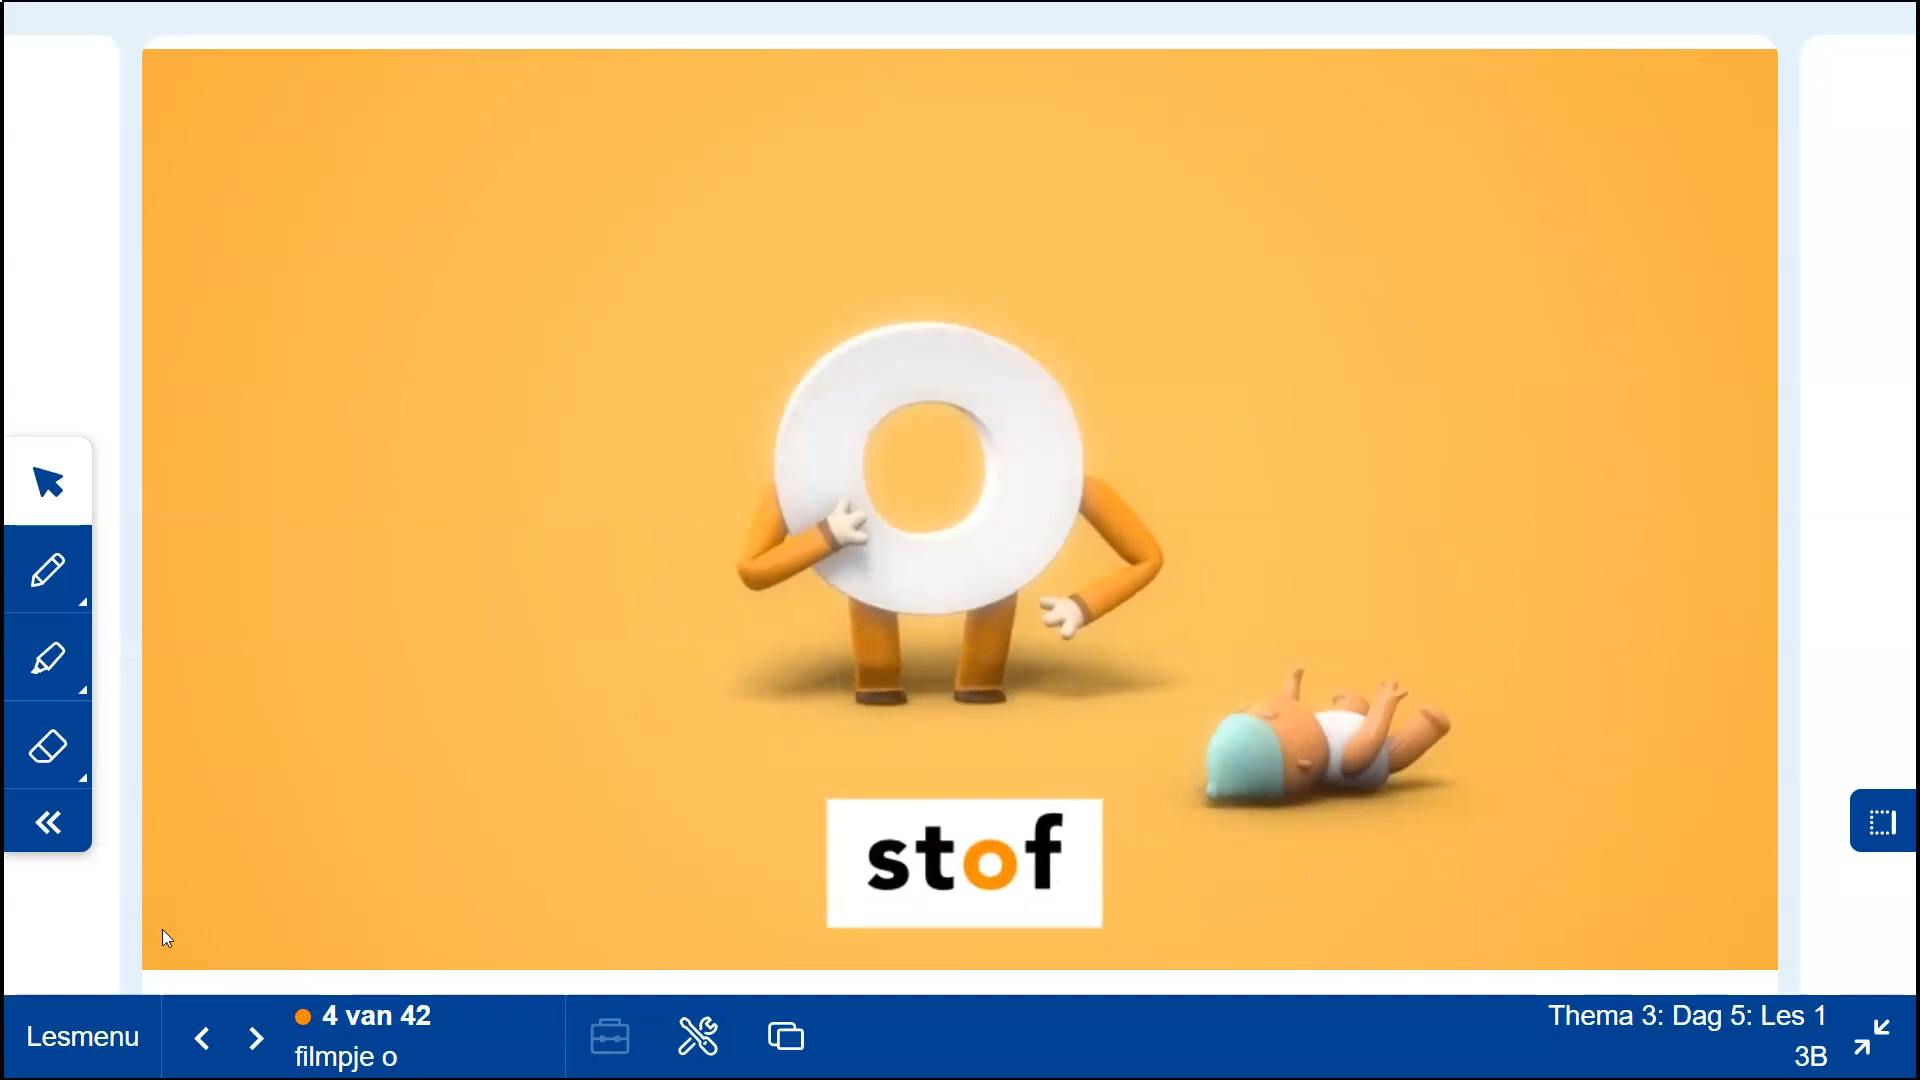 stof
Lesmenu
4 van 42
filmpje o
Thema 3: Dag 5: Les 1
3B